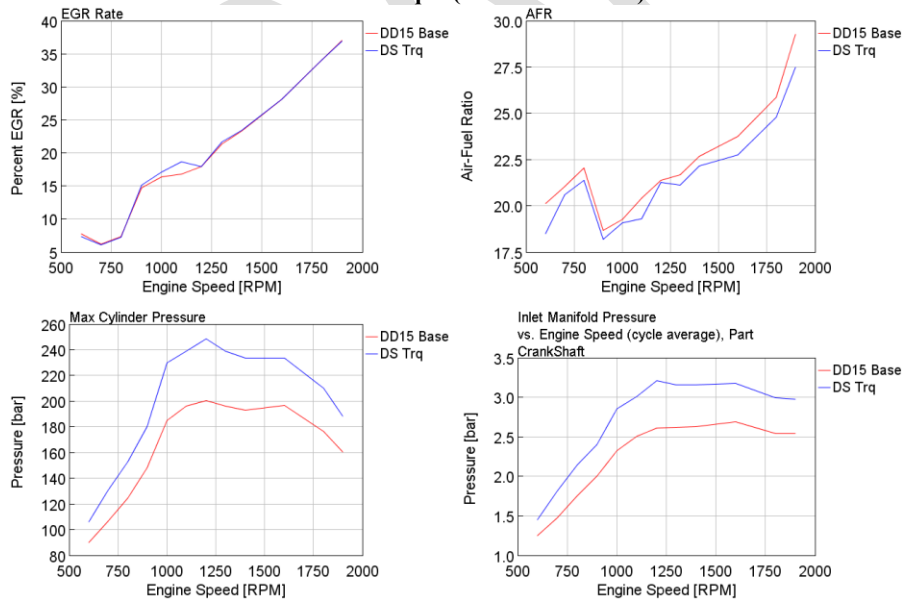 EGR Rate
DD15 Base
DS Trq
40
35
30
25
20
15
10
5
Percent EGR [%]
500 750 1000 1250 1500 1750 2000
Engine Speed [RPM]
AFR
DD15 Base
DS Trq
30.0
27.5
25.0
22.5
20.0
17.5
Air-Fuel Ratio
500 750 1000 1250 1500 1750 2000
Engine Speed [RPM]
Max Cylinder Pressure
DD15 Base
DS Trq
260
240
220
200
180
160
140
120
100
80
Pressure [bar]
500 750 1000 1250 1500 1750 2000
Engine Speed [RPM]
Inlet Manifold Pressure
vs. Engine Speed (cycle average), Part
CrankShaft
DD15 Base
DS Trq
3.5
3.0
2.5
2.0
1.5
1.0
Pressure [bar]
500 750 1000 1250 1500 1750 2000
Engine Speed [RPM]